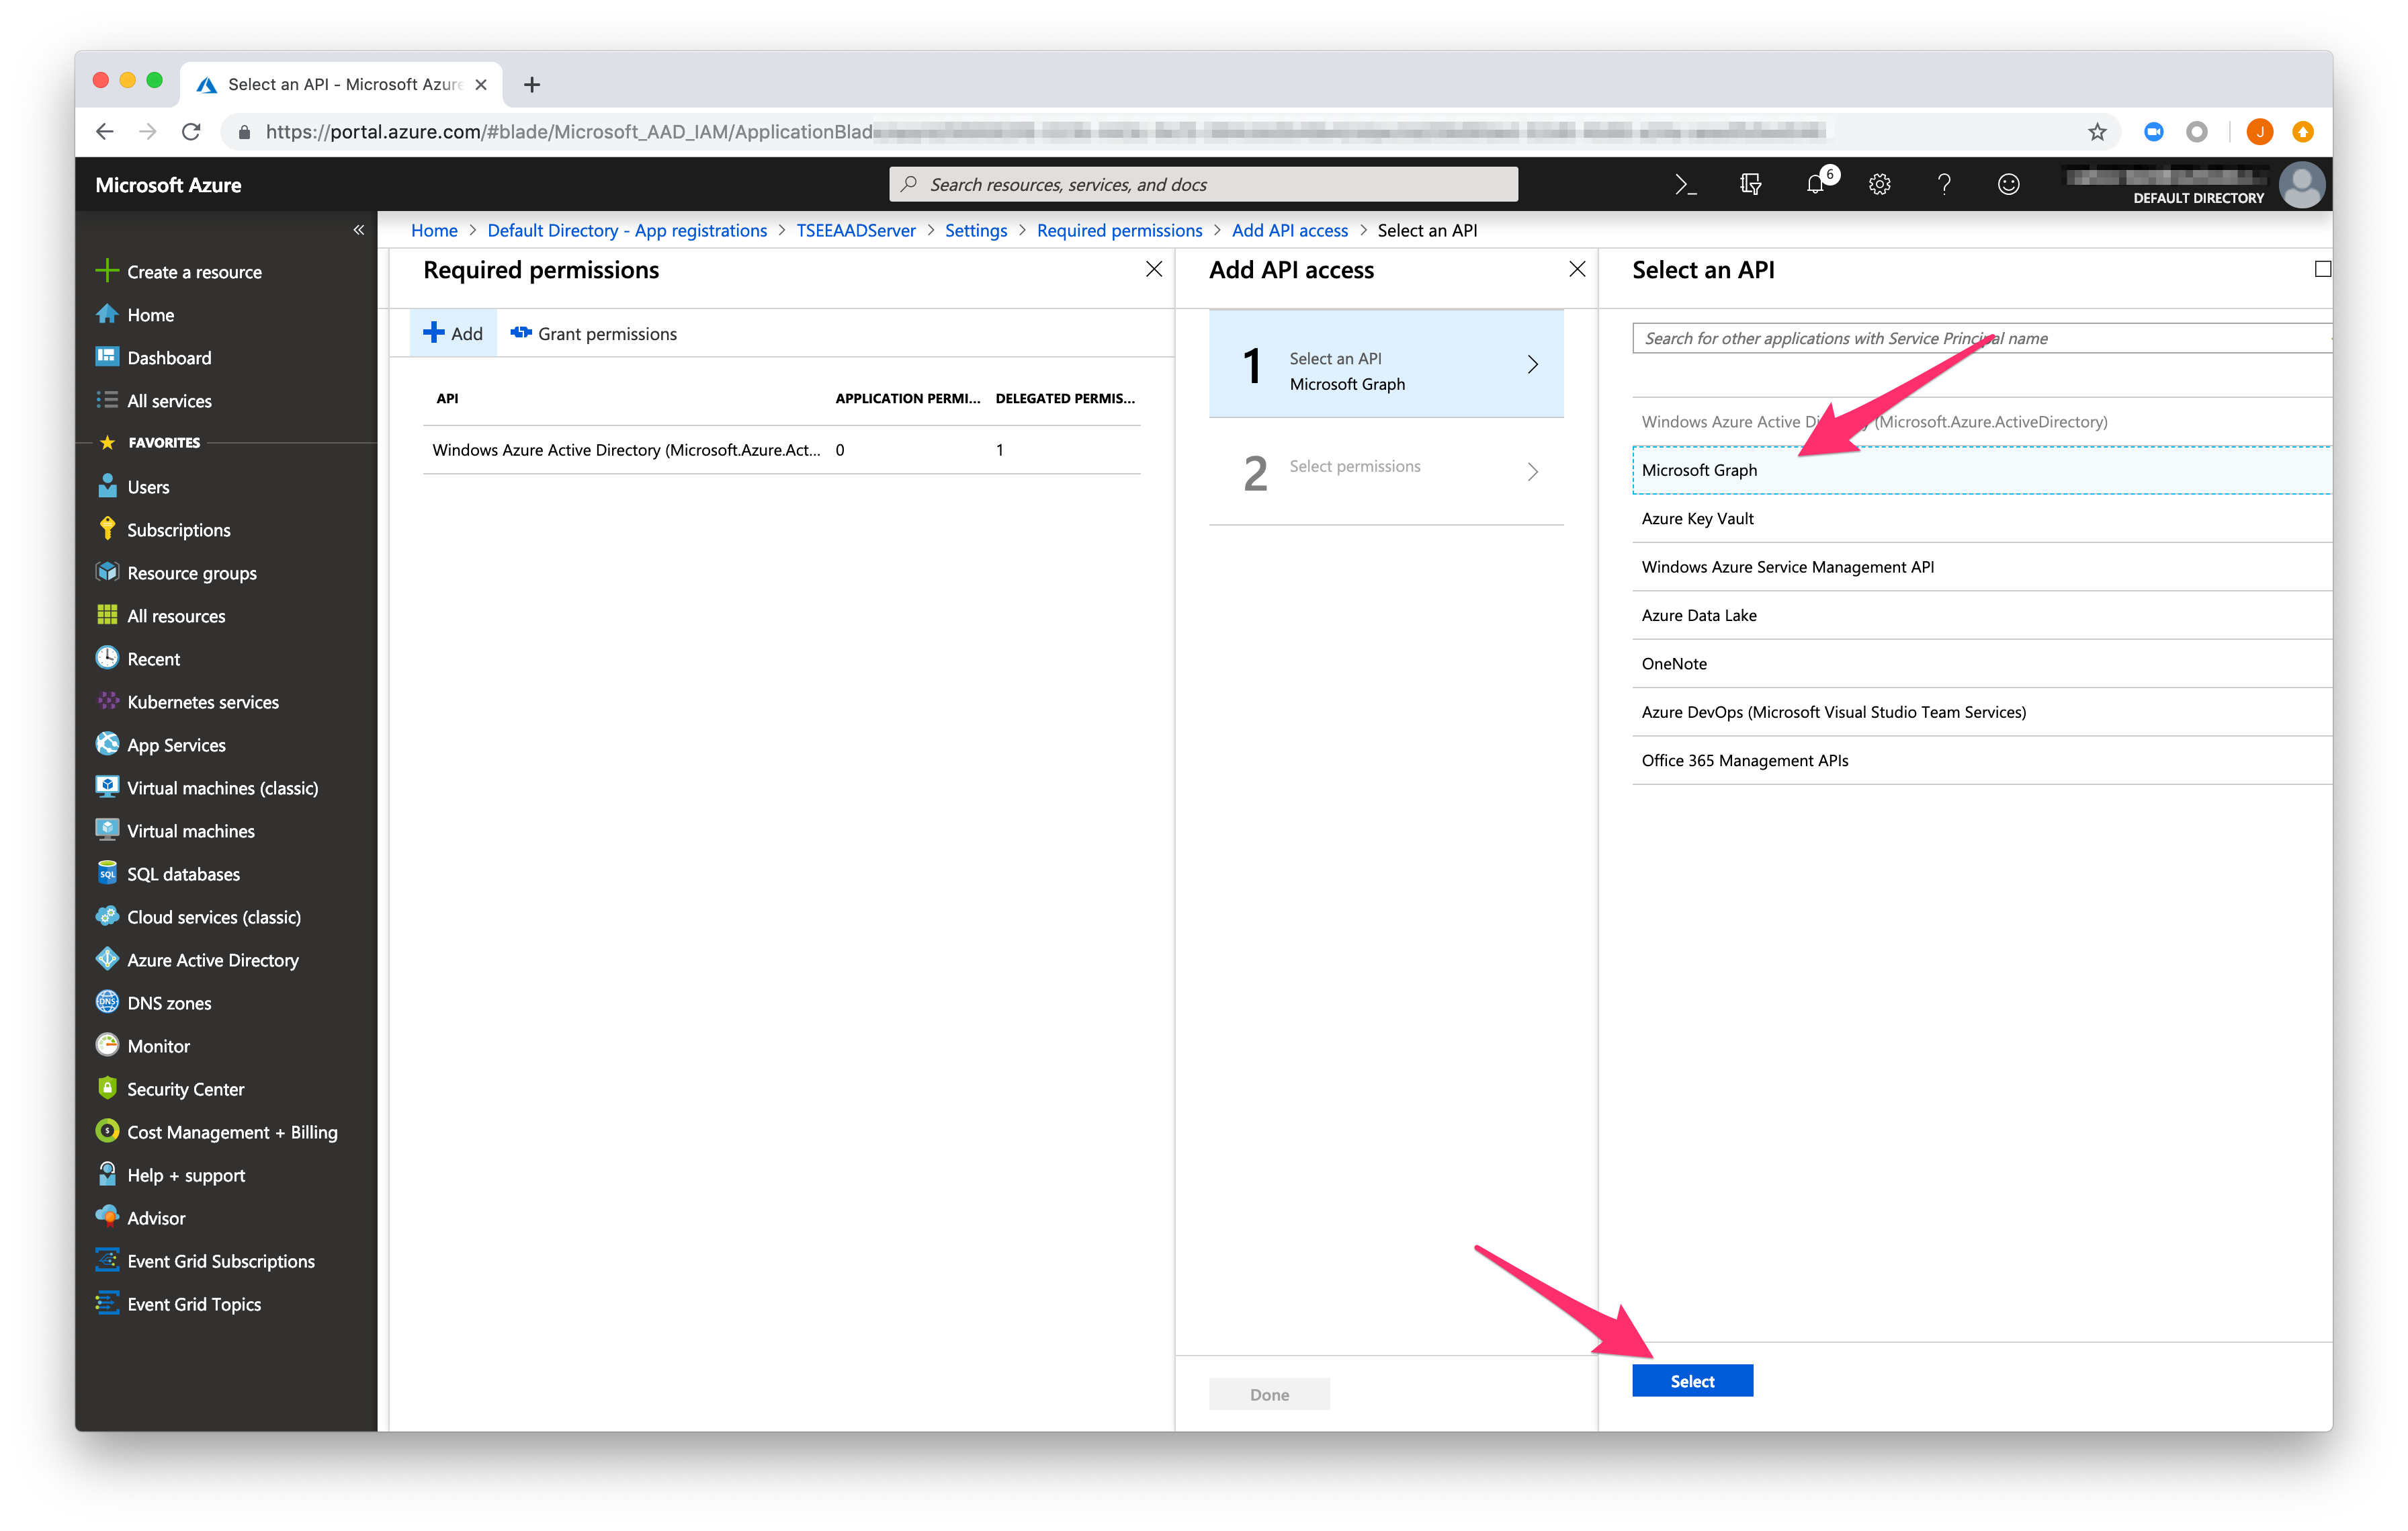 Select an API - Microsoft Azure
https://portal.azure.com/#blade/Microsoft_AAD_IAM/ApplicationBlad
J
Microsoft Azure
Search resources, services, and docs
6
DEFAULT DIRECTORY
Home > Default Directory - App registrations > TSEEAADServer > Settings > Required permissions > Add API access > Select an API
Create a resource
Home
Dashboard
All services
FAVORITES
Users
Subscriptions
Resource groups
All resources
Recent
Kubernetes services
App Services
Virtual machines (classic)
Virtual machines
SQL databases
Cloud services (classic)
Azure Active Directory
DNS zones
Monitor
Security Center
Cost Management + Billing
Help + support
Advisor
Event Grid Subscriptions
Event Grid Topics
Required permissions
Add
Grant permissions
API APPLICATION PERMI... DELEGATED PERMIS...
Windows Azure Active Directory (Microsoft.Azure.Act... 0 1
Add API access
1
Select an API
Microsoft Graph
2
Select permissions
Done
Select an API
Search for other applications with Service Principal name
Windows Azure Active Directory (Microsoft.Azure.ActiveDirectory)
Microsoft Graph
Azure Key Vault
Windows Azure Service Management API
Azure Data Lake
OneNote
Azure DevOps (Microsoft Visual Studio Team Services)
Office 365 Management APIs
Select